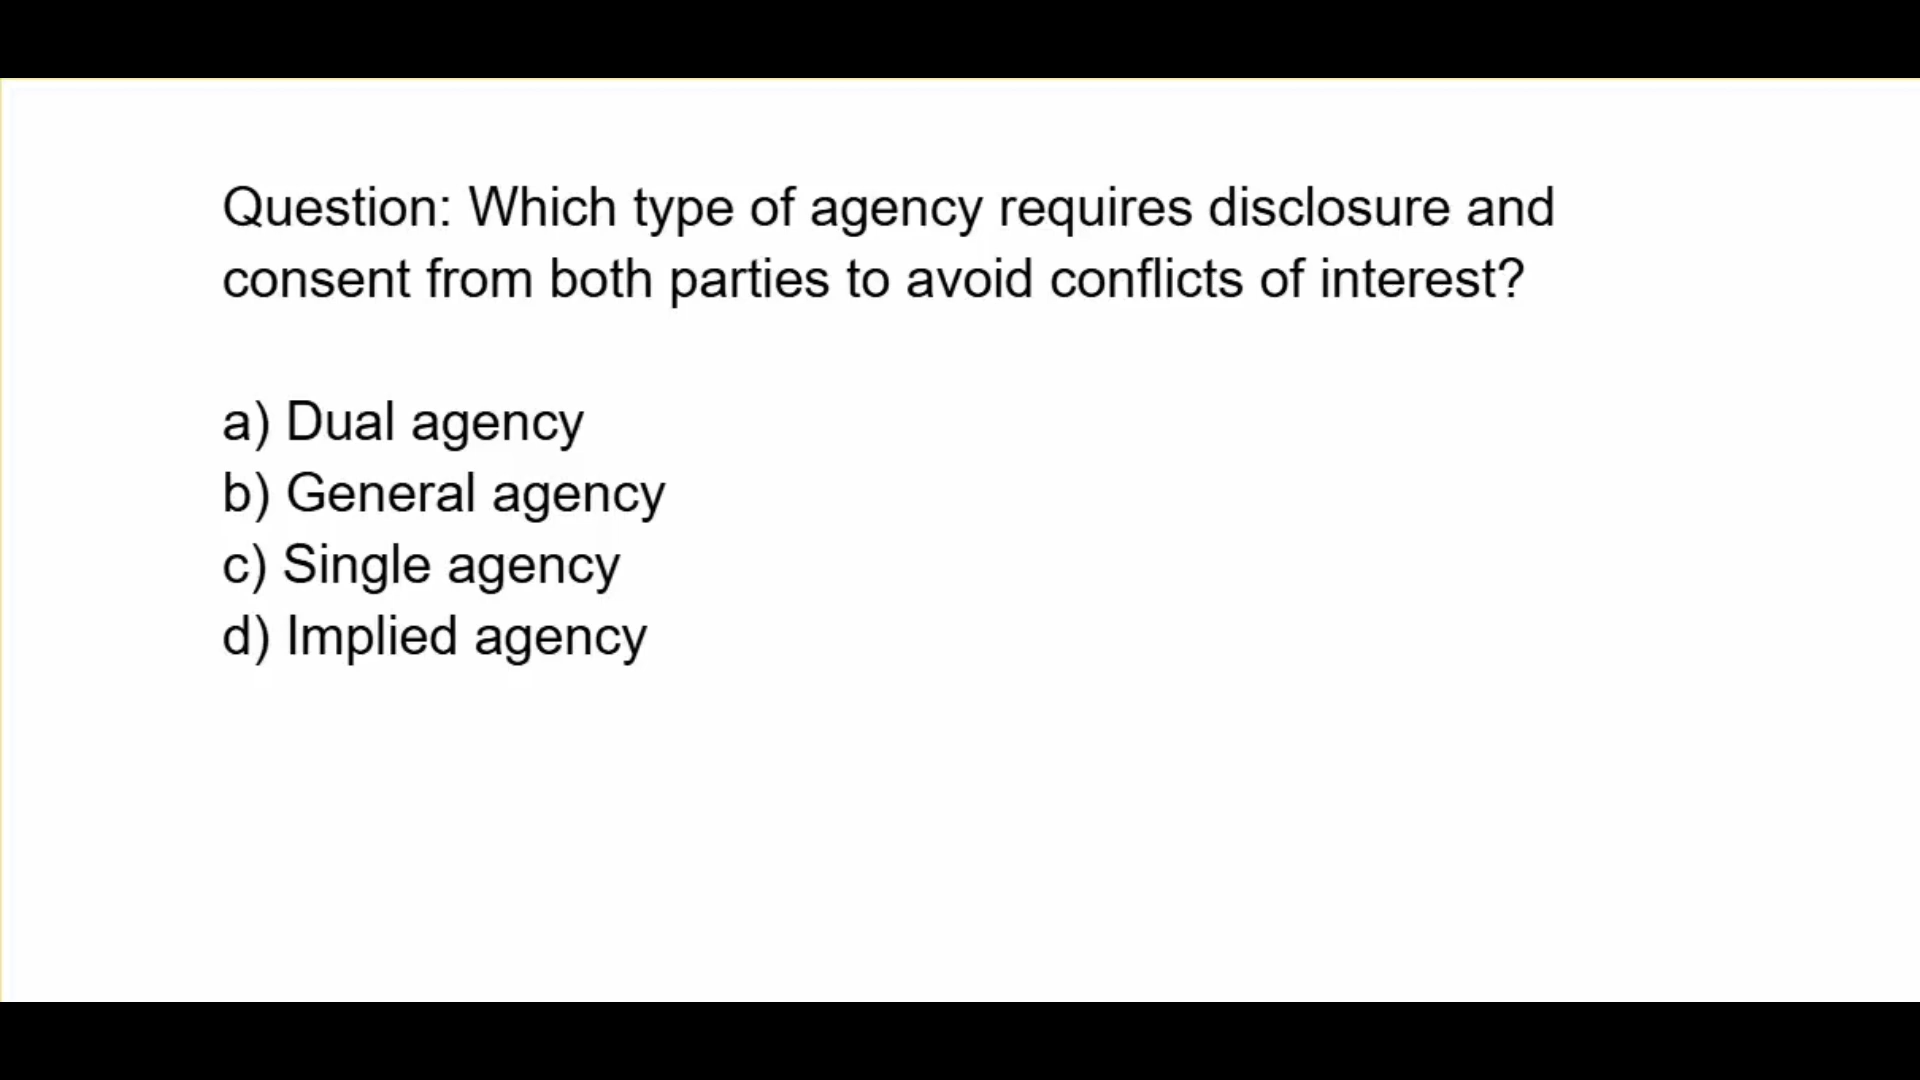 Question: Which type of agency requires disclosure and
consent from both parties to avoid conflicts of interest?
a) Dual agency
b) General agency
c) Single agency
d) Implied agency